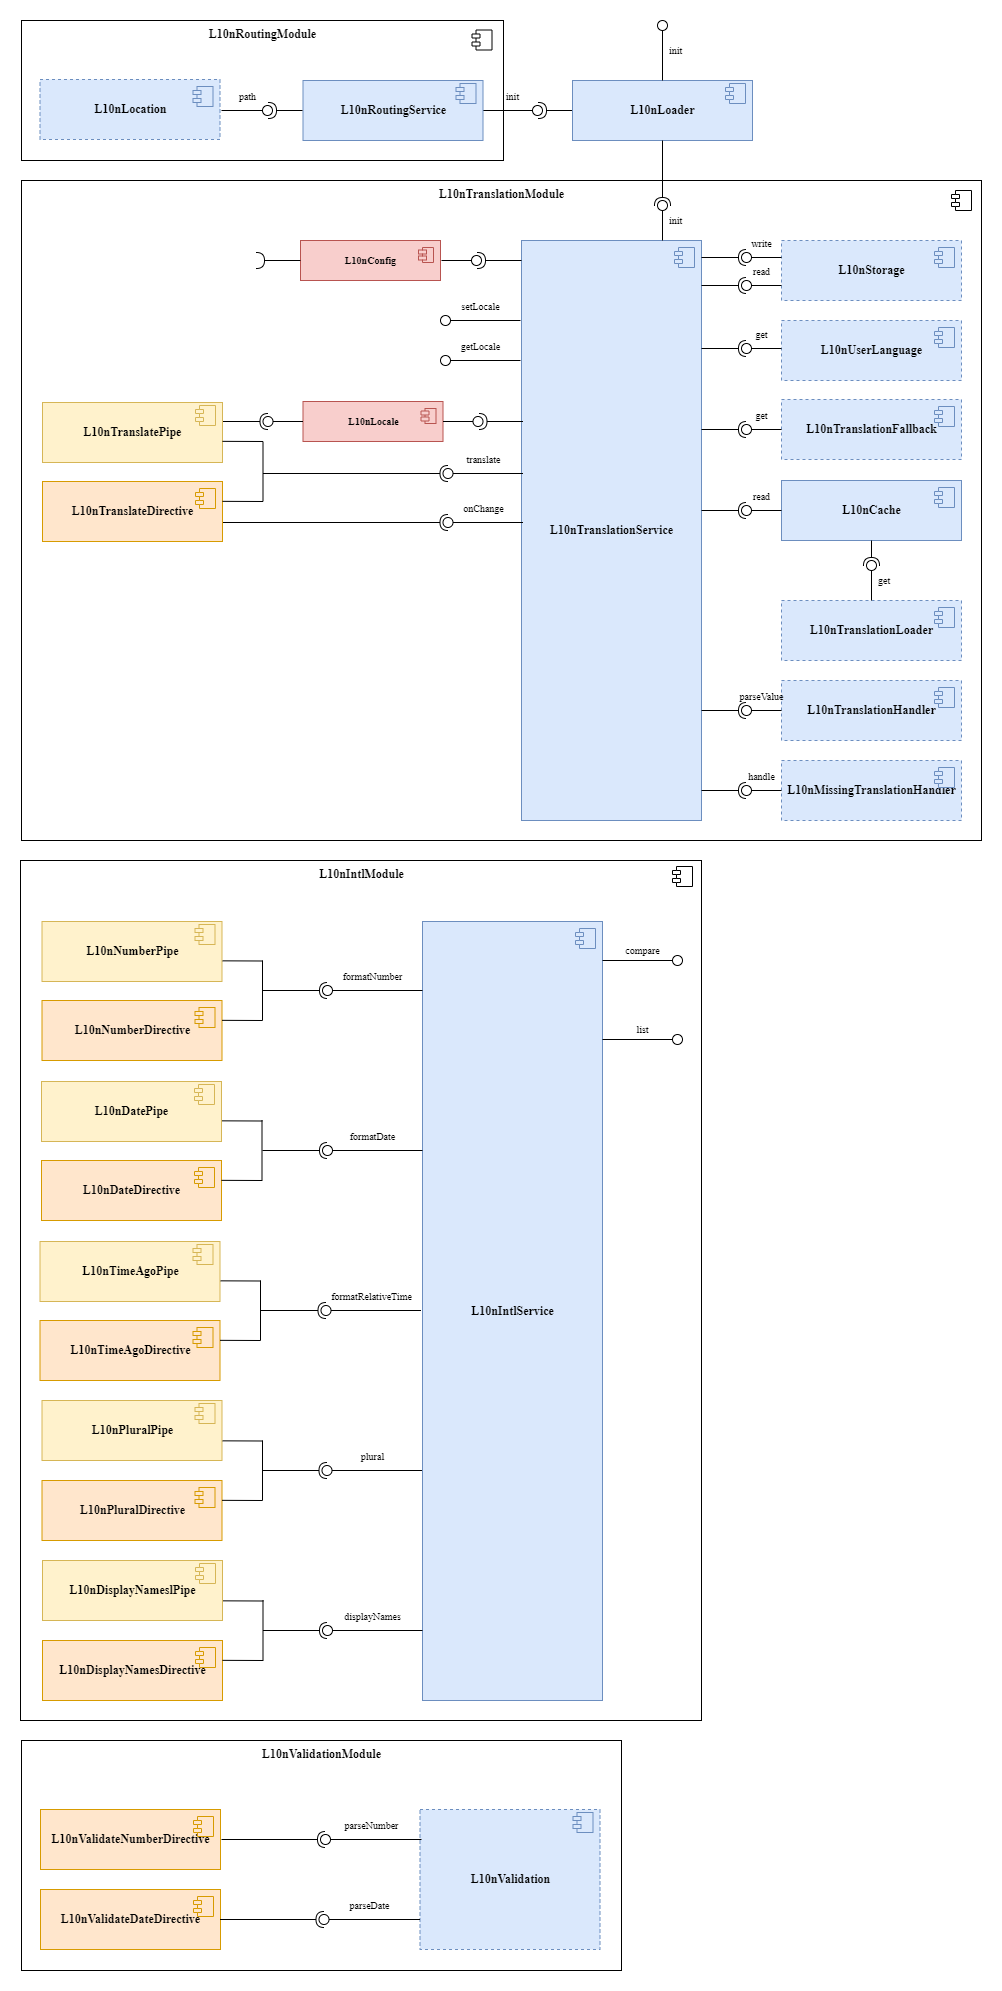 L10nRoutingModule
init
L10nLocation
path
L10nRoutingService
init
L10nLoader
L10nTranslationModule
init
L10nConfig
write
L10nStorage
read
setLocale
getLocale
get
L10nUserLanguage
L10nTranslatePipe
L10nLocale
get
L10nTranslationFallback
translate
L10nTranslateDirective
onChange
L10nTranslationService
read
L10nCache
get
L10nTranslationLoader
parseValue
L10nTranslationHandler
handle
L10nMissingTranslationHandler
L10nIntlModule
L10nNumberPipe
compare
formatNumber
L10nNumberDirective
list
L10nDatePipe
formatDate
L10nDateDirective
L10nTimeAgoPipe
formatRelativeTime
L10nIntlService
L10nTimeAgoDirective
L10nPluralPipe
plural
L10nPluralDirective
L10nDisplayNameslPipe
displayNames
L10nDisplayNamesDirective
L10nValidationModule
L10nValidateNumberDirective
parseNumber
L10nValidation
L10nValidateDateDirective
parseDate